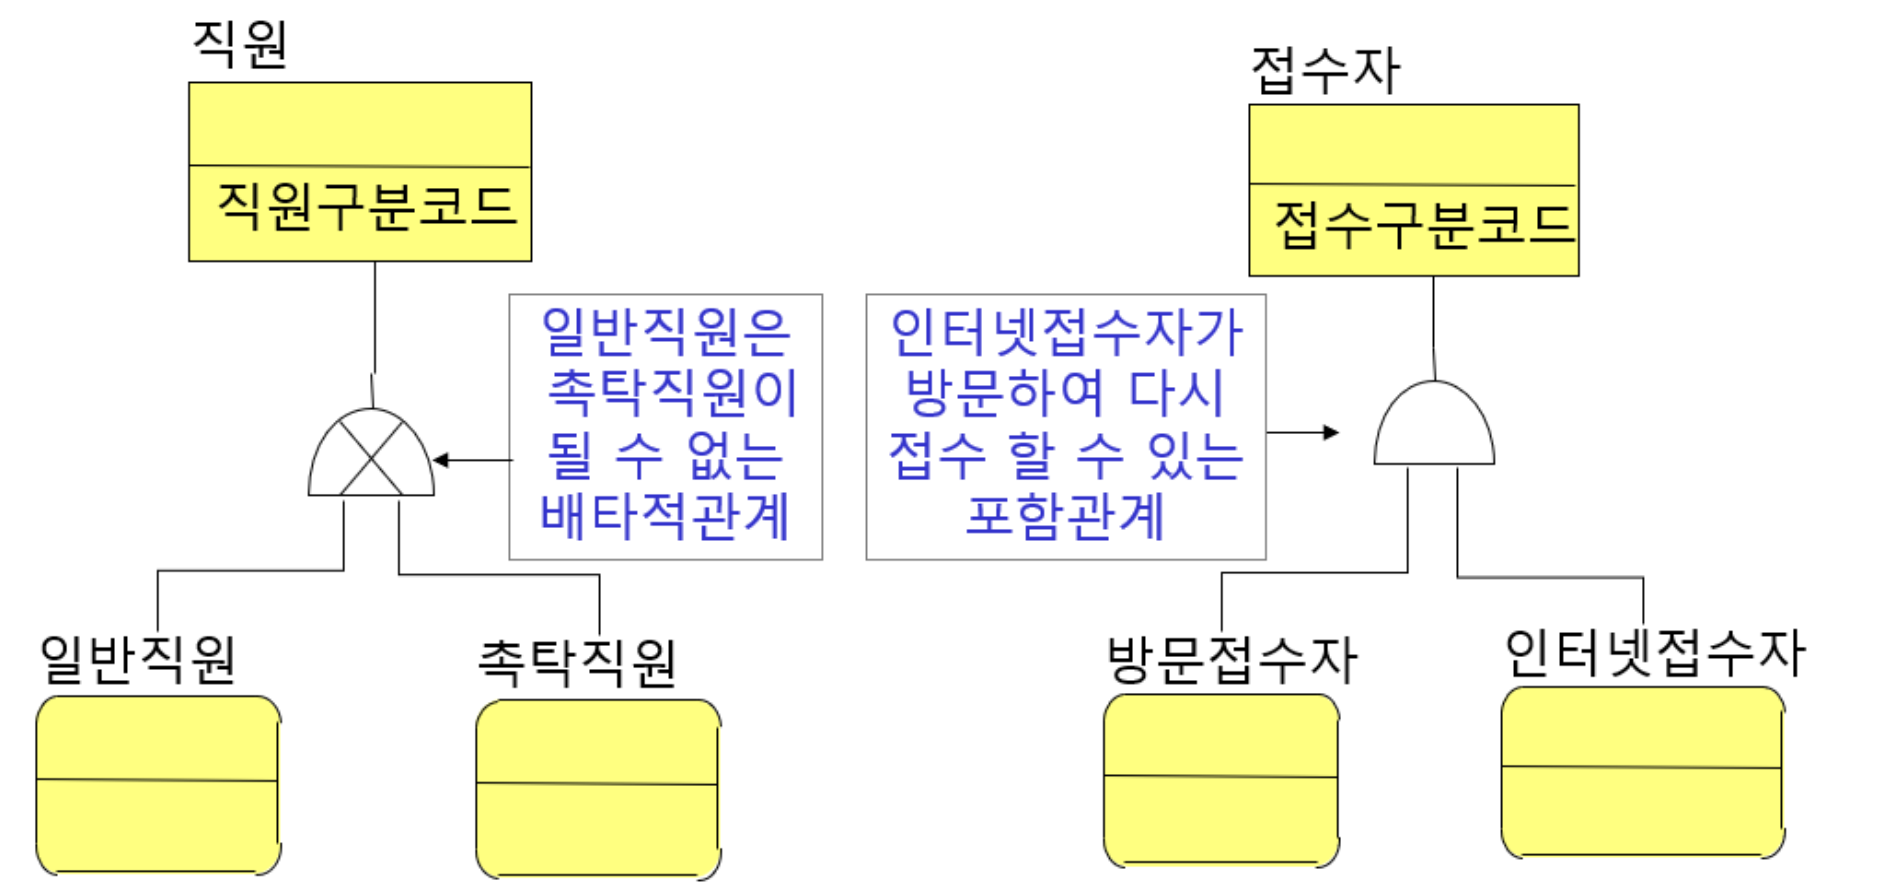 직원
직원구분코드
일반직원은
촉탁직원이
될 수 없는
배타적관계
일반직원
촉탁직원
접수자
접수구분코드
인터넷접수자가
방문하여 다시
접수 할 수 있는
포함관계
방문접수자
인터넷접수자